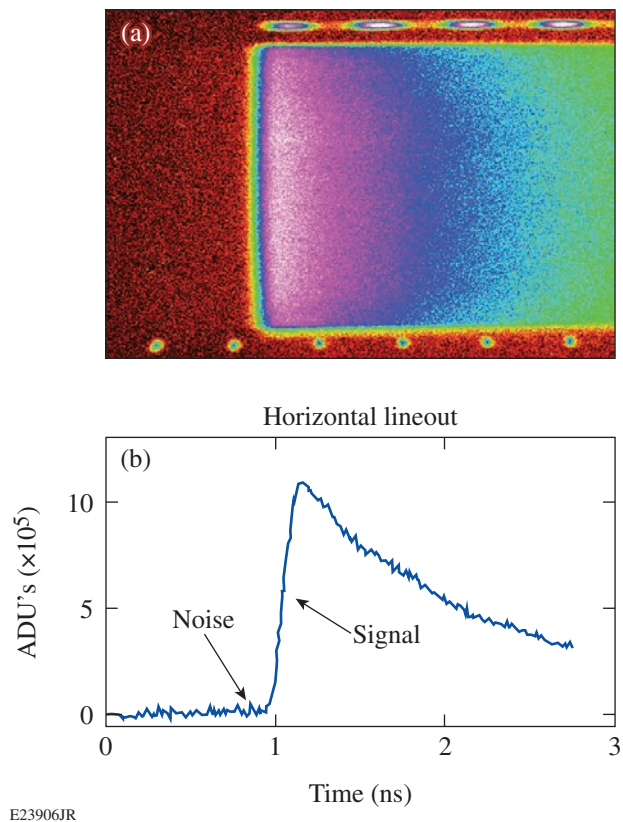 (a)
Horizontal lineout
(b)
10
5
0
ADU's (×10⁵)
Noise
Signal
0 1 2 3
Time (ns)
E23906JR